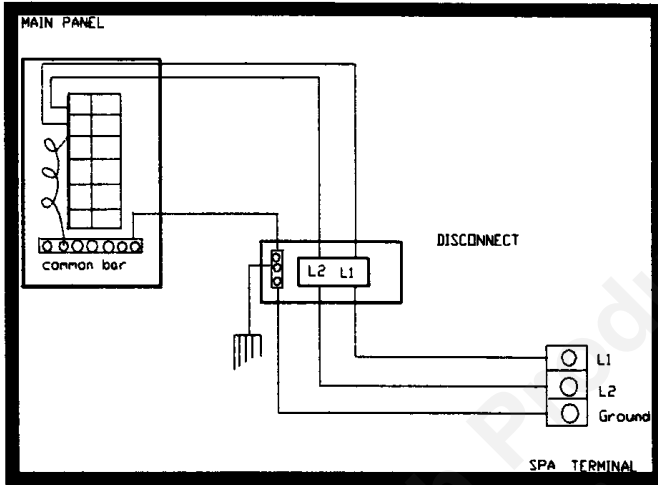 MAIN PANEL
common bar
L2 L1
DISCONNECT
L1
L2
Ground
SPA TERMINAL